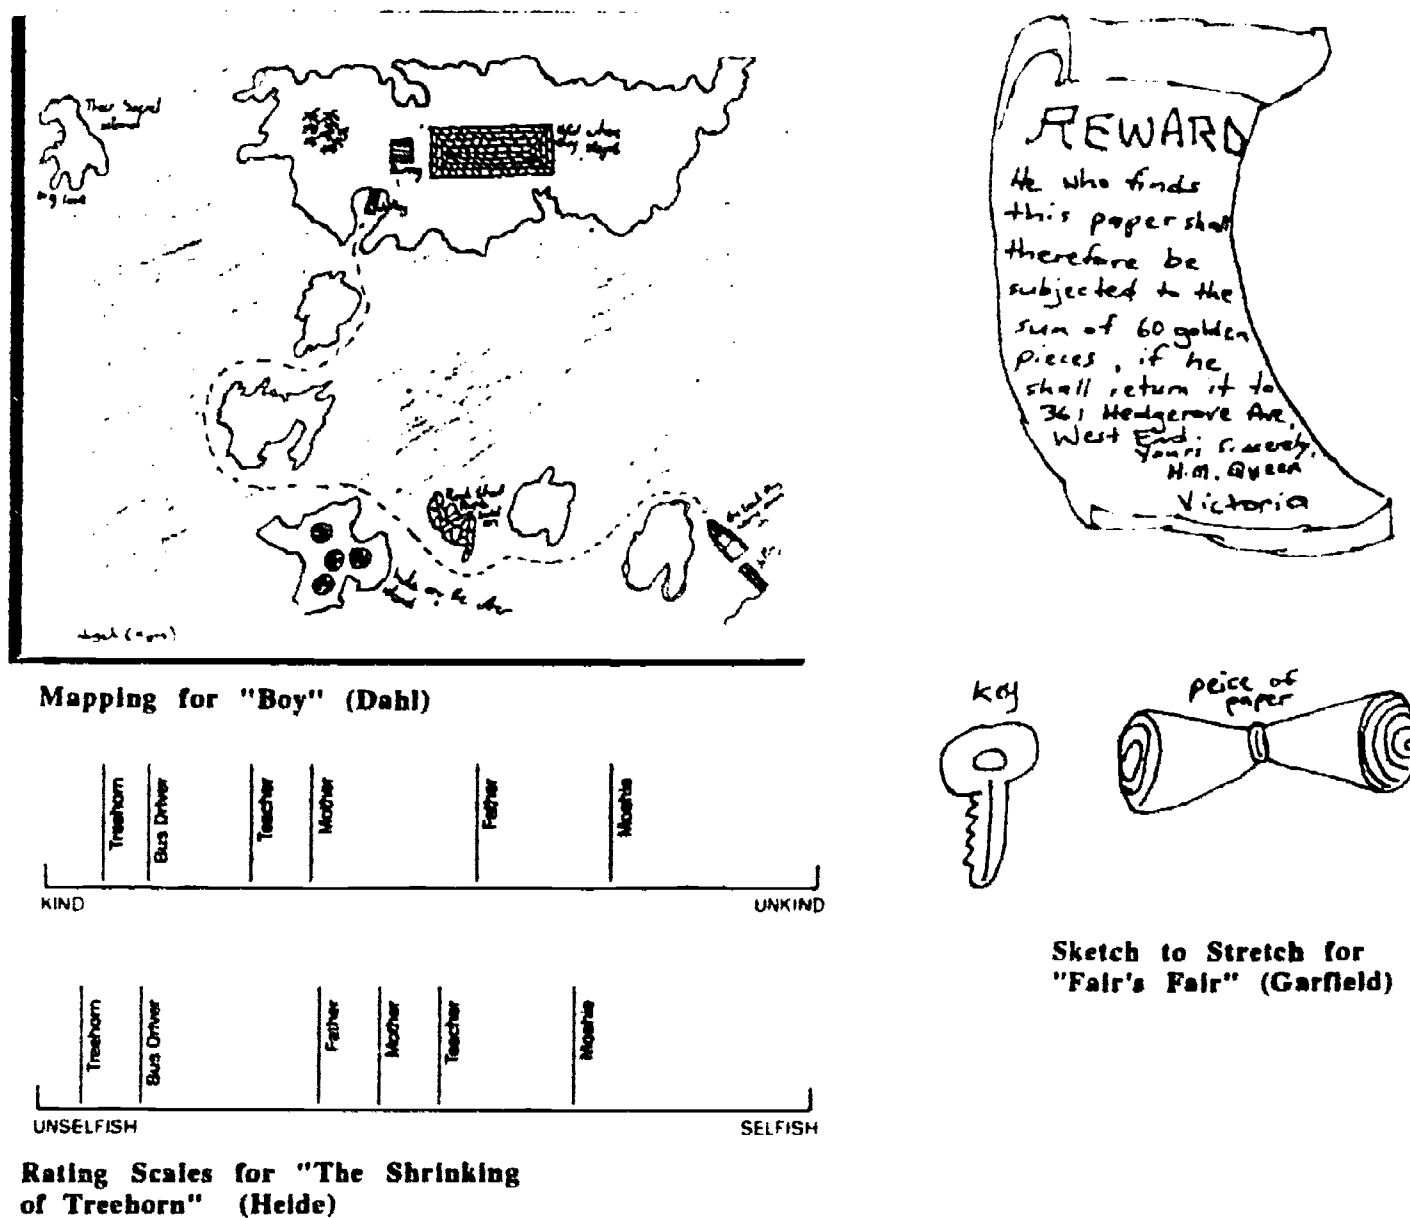 Their Secret
island
REWARD
He who finds
this paper shall
therefore be
subjected to the
sum of 60 golden
pieces, if he
shall return it to
361 Hedgerove Ave,
West End.
Yours Sincerely,
H.M. Queen
Victoria
Mapping for "Boy" (Dahl)
key
peice of
paper
Treehorn
Bus Driver
Teacher
Mother
Father
Moshie
KIND
UNKIND
Sketch to Stretch for
"Fair's Fair" (Garfield)
Treehorn
Bus Driver
Father
Mother
Teacher
Moshie
UNSELFISH
SELFISH
Rating Scales for "The Shrinking
of Treehorn" (Heide)